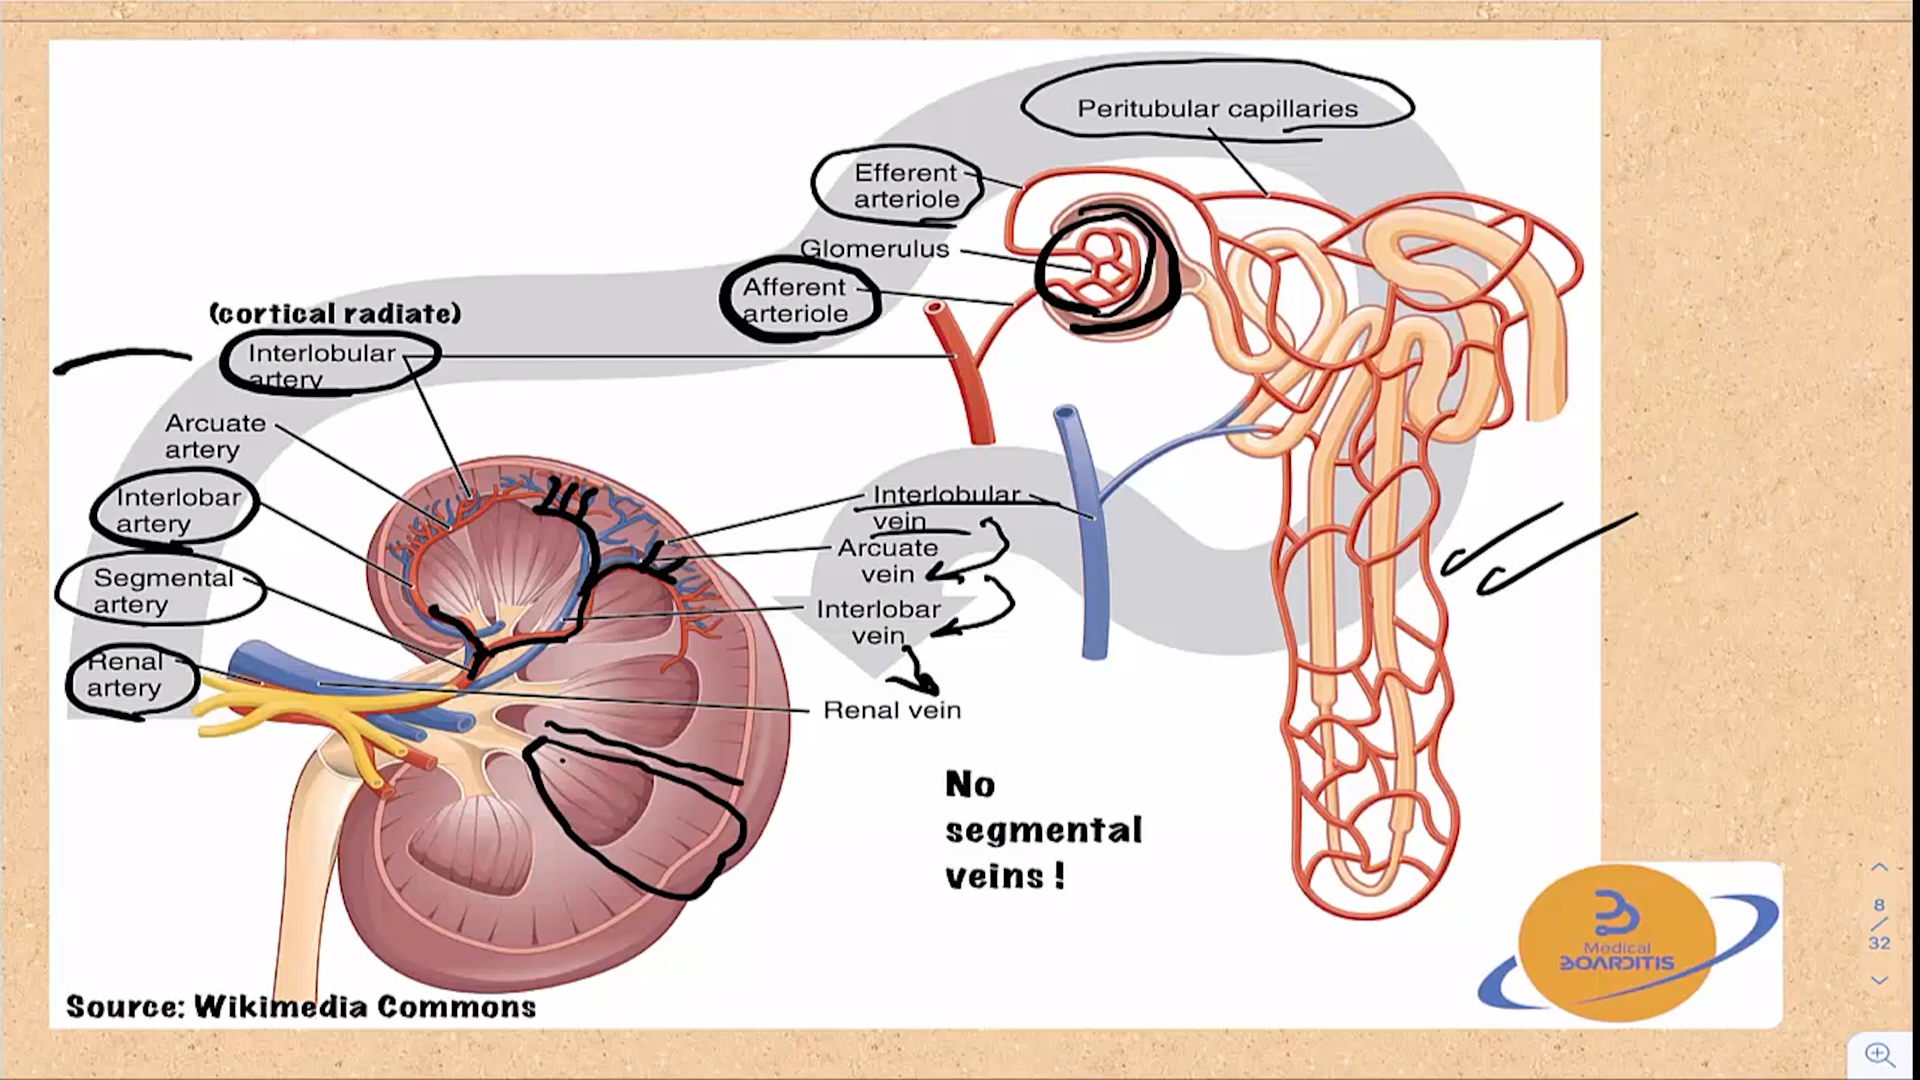 Peritubular capillaries
Efferent
arteriole
Glomerulus
Afferent
arteriole
(cortical radiate)
Interlobular
artery
Arcuate
artery
Interlobar
artery
Segmental
artery
Renal
artery
Interlobular
vein
Arcuate
vein
Interlobar
vein
Renal vein
No
segmental
veins !
Source: Wikimedia Commons
Medical
BOARDITIS
8
/
32